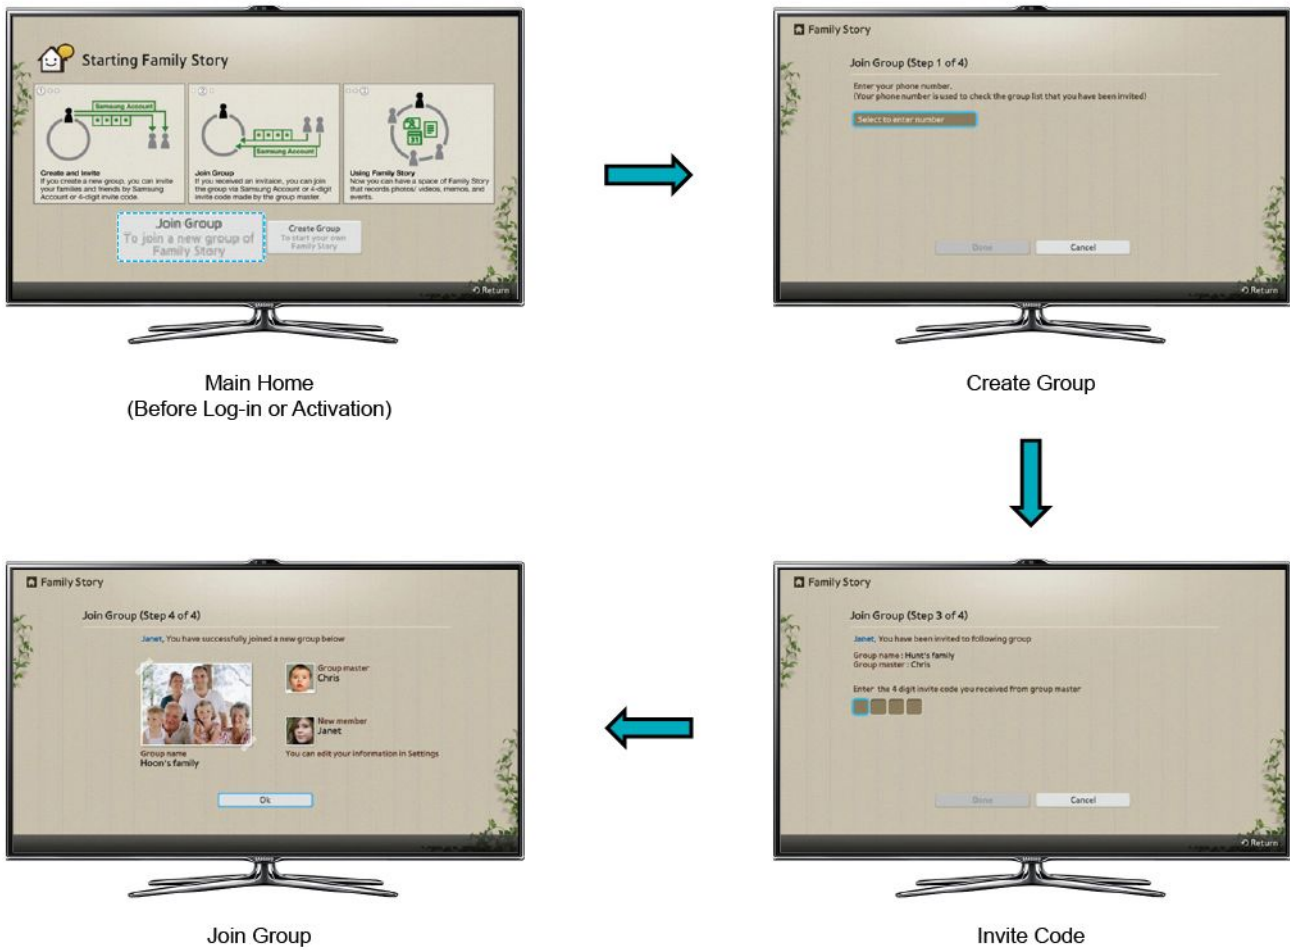 Starting Family Story
1
2
3
Samsung Account
Samsung Account
31
Create and Invite
If you create a new group, you can invite
your families and friends by Samsung
Account or 4-digit invite code.
Join Group
If you received an invitaion, you can join
the group via Samsung Account or 4-digit
invite code made by the group master.
Using Family Story
Now you can have a space of Family Story
that records photos/ videos, memos, and
events.
Join Group
To join a new group of
Family Story
Create Group
To start your own
Family Story
Return
Main Home
(Before Log-in or Activation)
Family Story
Join Group (Step 1 of 4)
Enter your phone number.
(Your phone number is used to check the group list that you have been invited)
Select to enter number
Done
Cancel
Return
Create Group
Family Story
Join Group (Step 3 of 4)
Janet, You have been invited to following group
Group name : Hunt's family
Group master : Chris
Enter the 4 digit invite code you received from group master
Done
Cancel
Return
Invite Code
Family Story
Join Group (Step 4 of 4)
Janet, You have successfully joined a new group below
Group master
Chris
New member
Janet
Group name
Hoon's family
You can edit your information in Settings
Ok
Join Group